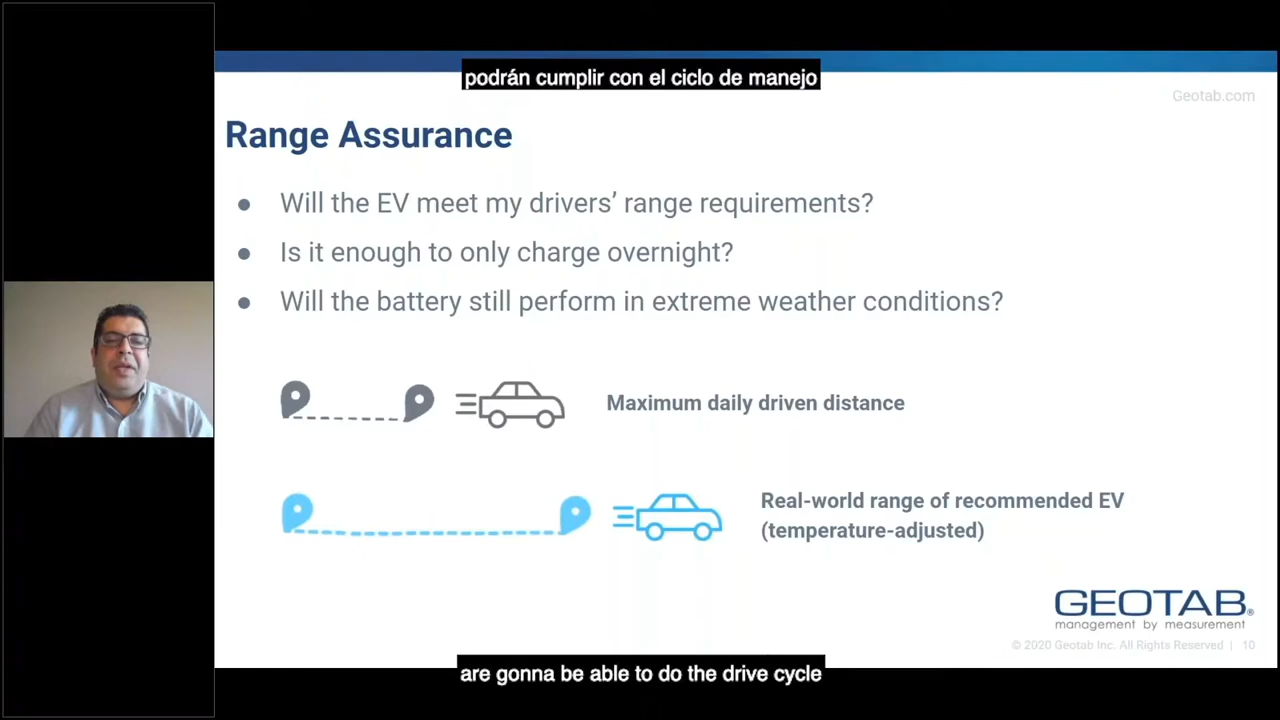 podrán cumplir con el ciclo de manejo
Geotab.com
Range Assurance
● Will the EV meet my drivers’ range requirements?
● Is it enough to only charge overnight?
● Will the battery still perform in extreme weather conditions?
Maximum daily driven distance
Real-world range of recommended EV
(temperature-adjusted)
GEOTAB®
management by measurement
© 2020 Geotab Inc. All Rights Reserved | 10
are gonna be able to do the drive cycle